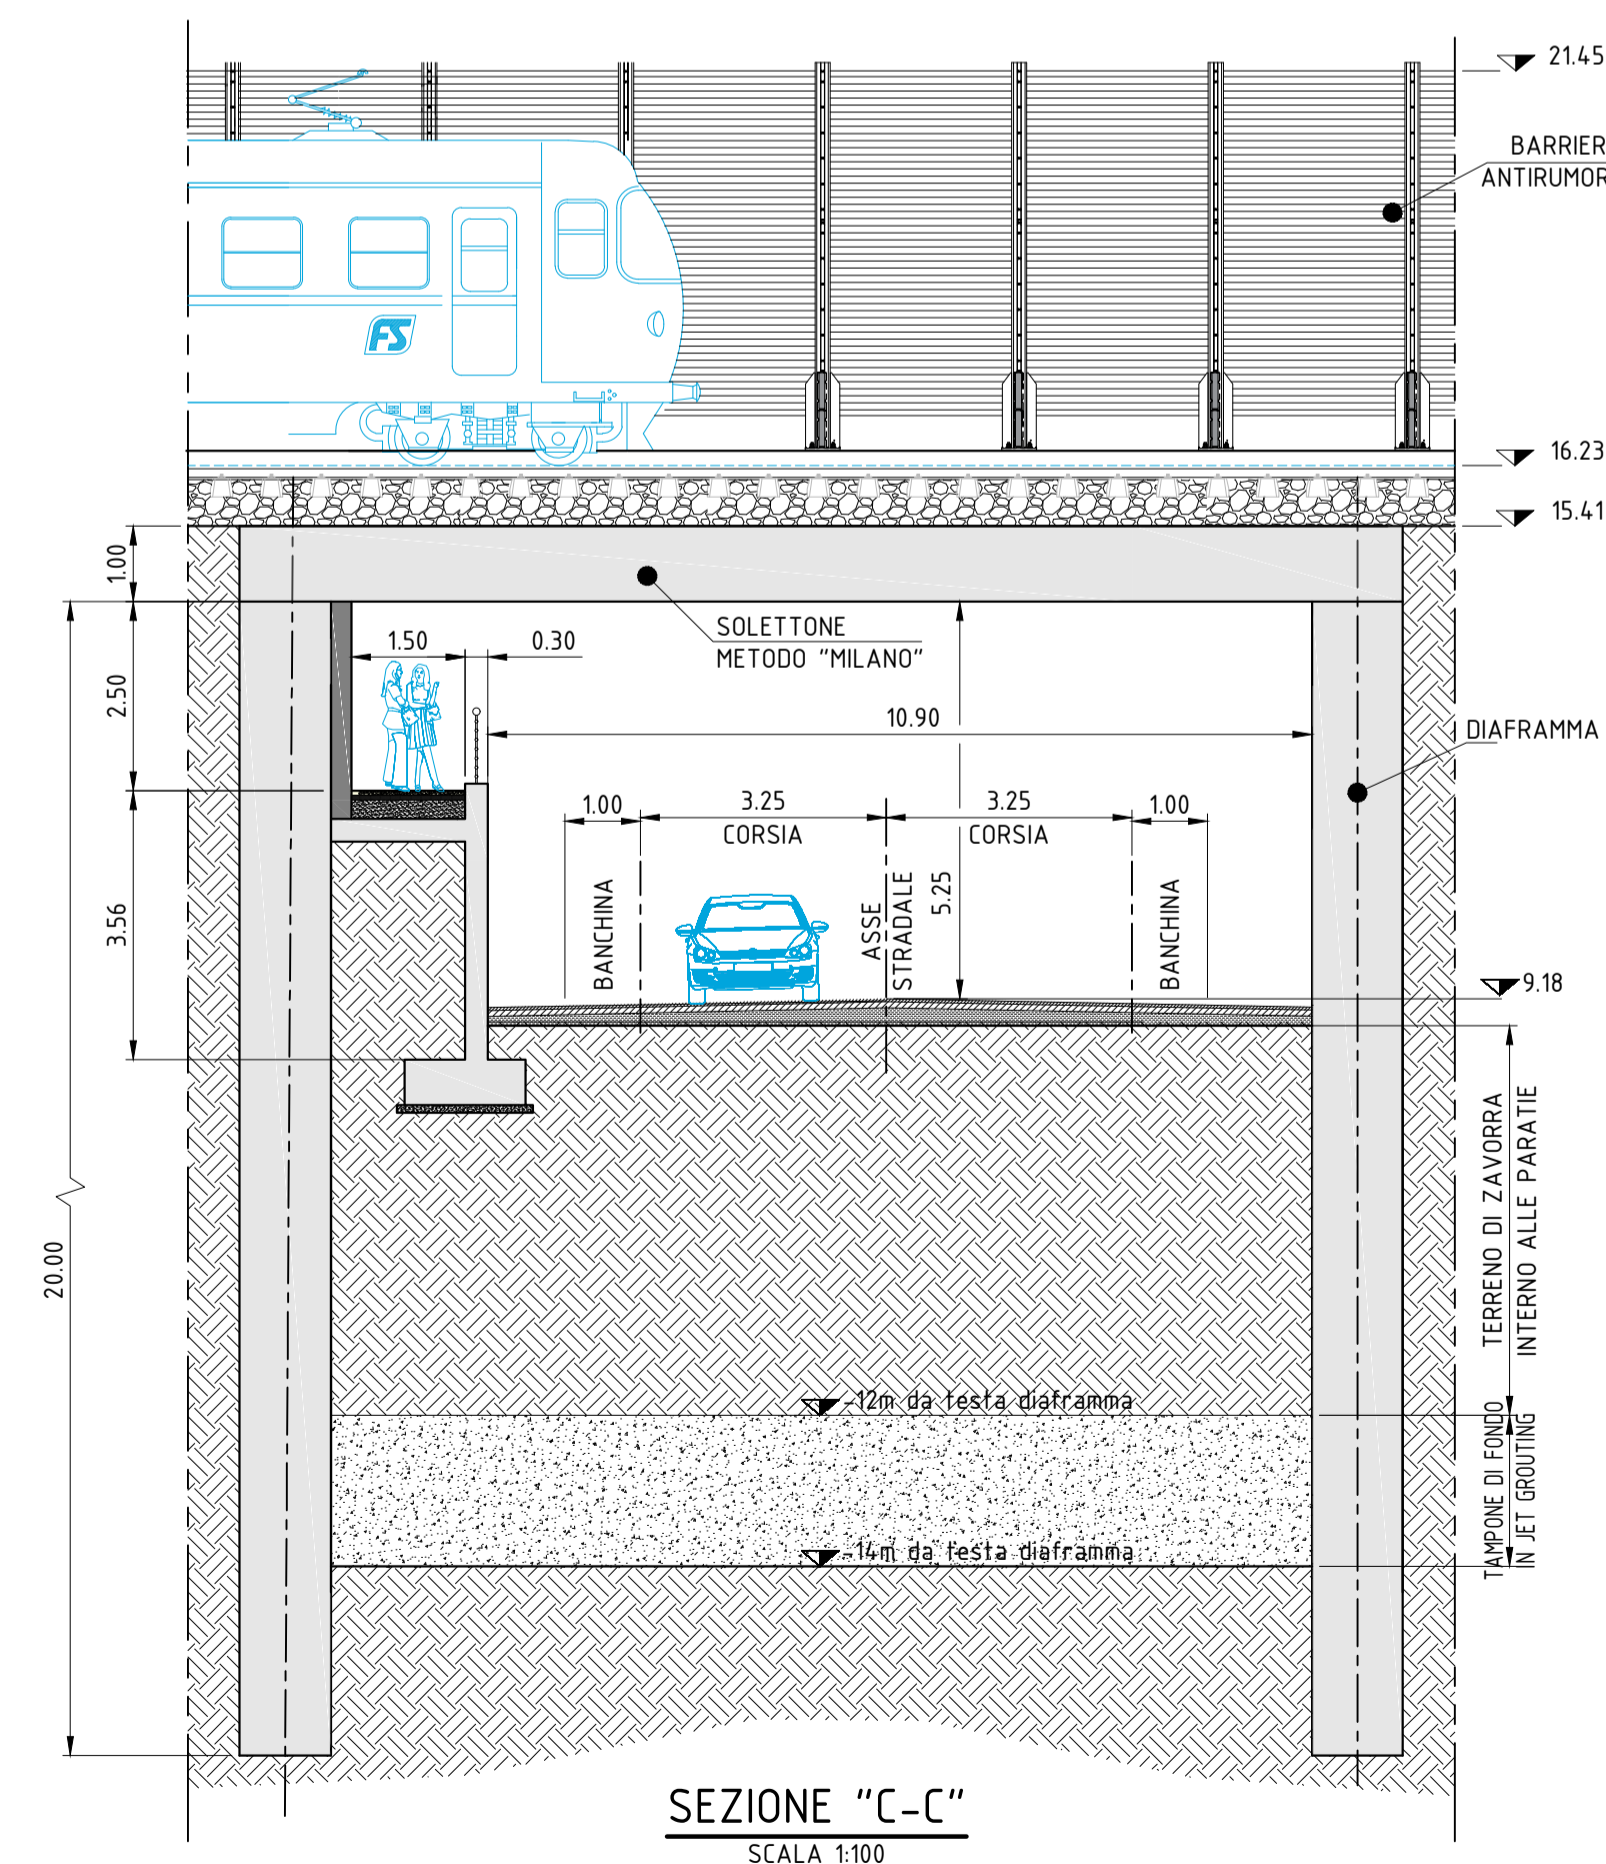 21.45
BARRIER
ANTIRUMOR
FS
16.23
15.41
1.00
SOLETTONE
METODO "MILANO"
1.50
0.30
2.50
10.90
DIAFRAMMA
1.00
3.25
CORSIA
3.25
CORSIA
1.00
BANCHINA
ASSE
STRADALE
5.25
BANCHINA
3.56
9.18
20.00
TERRENO DI ZAVORRA
INTERNO ALLE PARATIE
-12m da testa diaframma
TAMPONE DI FONDO
IN JET GROUTING
-14m da testa diaframma
SEZIONE "C-C"
SCALA 1:100